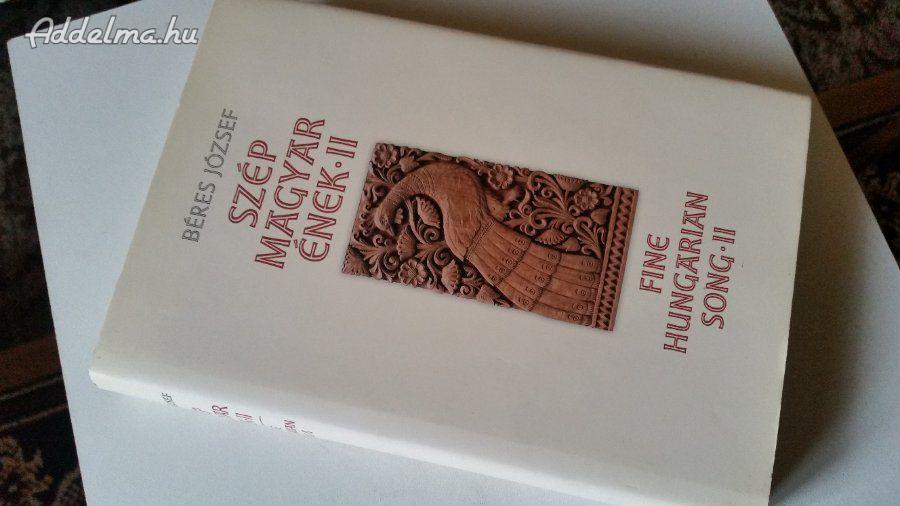 Addelma.hu
BÉRES JÓZSEF
SZÉP
MAGYAR
ÉNEK·II
FINE
HUNGARIAN
SONG·II